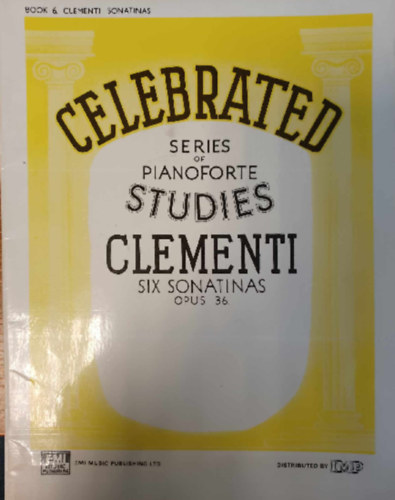 BOOK 6. CLEMENTI SONATINAS
CELEBRATED
SERIES
OF
PIANOFORTE
STUDIES
CLEMENTI
SIX SONATINAS
OPUS 36
EMI
EMI MUSIC PUBLISHING LTD
DISTRIBUTED BY